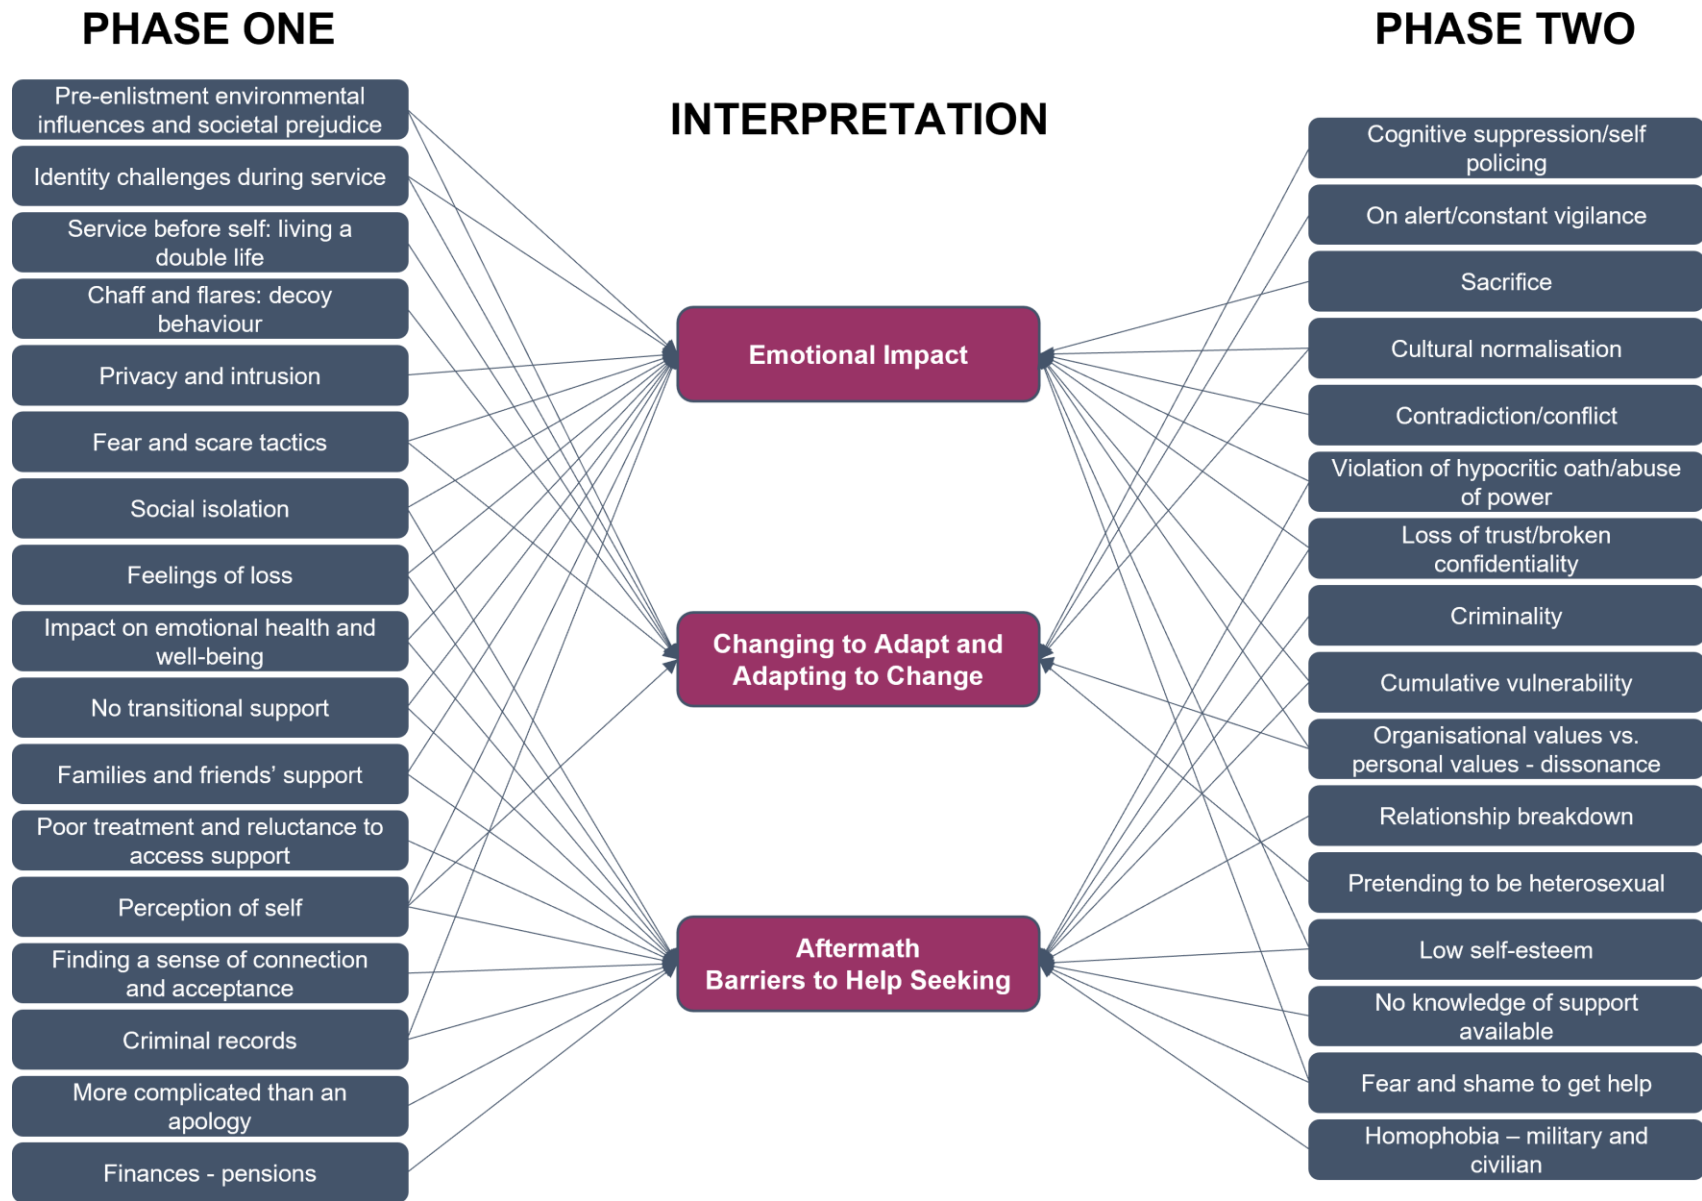 PHASE ONE
Pre-enlistment environmental
influences and societal prejudice
Identity challenges during service
Service before self: living a
double life
Chaff and flares: decoy
behaviour
Privacy and intrusion
Fear and scare tactics
Social isolation
Feelings of loss
Impact on emotional health and
well-being
No transitional support
Families and friends’ support
Poor treatment and reluctance to
access support
Perception of self
Finding a sense of connection
and acceptance
Criminal records
More complicated than an
apology
Finances - pensions
INTERPRETATION
Emotional Impact
Changing to Adapt and
Adapting to Change
Aftermath
Barriers to Help Seeking
PHASE TWO
Cognitive suppression/self
policing
On alert/constant vigilance
Sacrifice
Cultural normalisation
Contradiction/conflict
Violation of hypocritic oath/abuse
of power
Loss of trust/broken
confidentiality
Criminality
Cumulative vulnerability
Organisational values vs.
personal values - dissonance
Relationship breakdown
Pretending to be heterosexual
Low self-esteem
No knowledge of support
available
Fear and shame to get help
Homophobia – military and
civilian